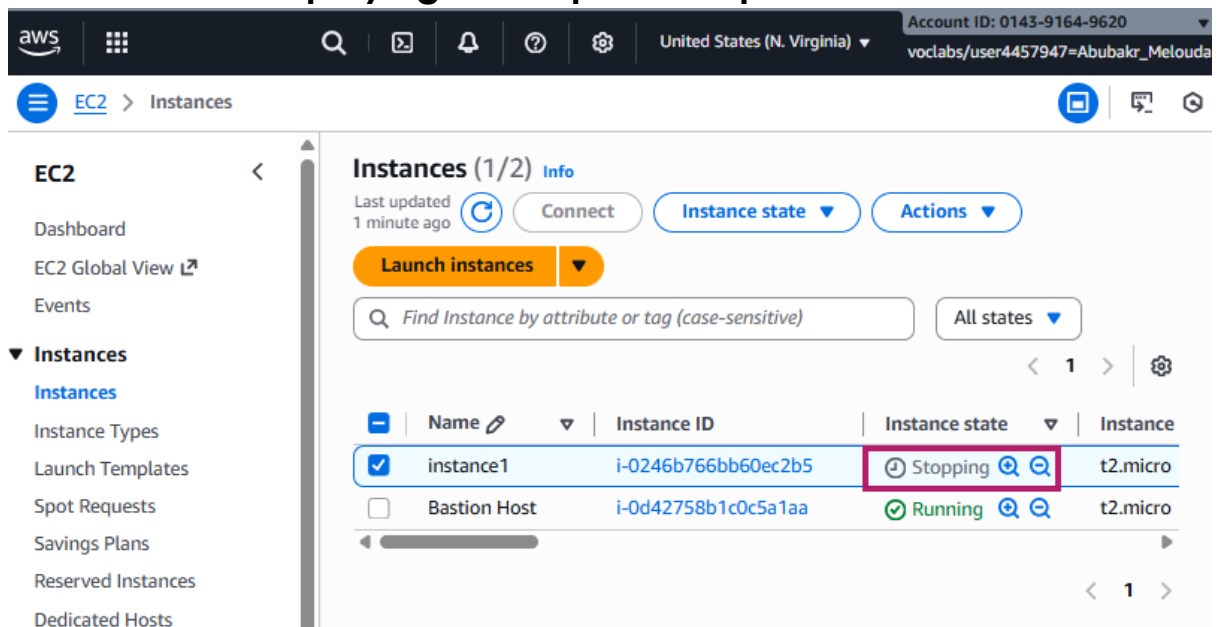 aws
United States (N. Virginia)
Account ID: 0143-9164-9620
voclabs/user4457947=Abubakr_Melouda
EC2 > Instances
EC2
Dashboard
EC2 Global View
Events
Instances
Instances
Instance Types
Launch Templates
Spot Requests
Savings Plans
Reserved Instances
Dedicated Hosts
Instances (1/2) Info
Last updated
1 minute ago
Connect
Instance state
Actions
Launch instances
Find Instance by attribute or tag (case-sensitive)
All states
1
Name Instance ID Instance state Instance
instance1 i-0246b766bb60ec2b5 Stopping t2.micro
Bastion Host i-0d42758b1c0c5a1aa Running t2.micro
1